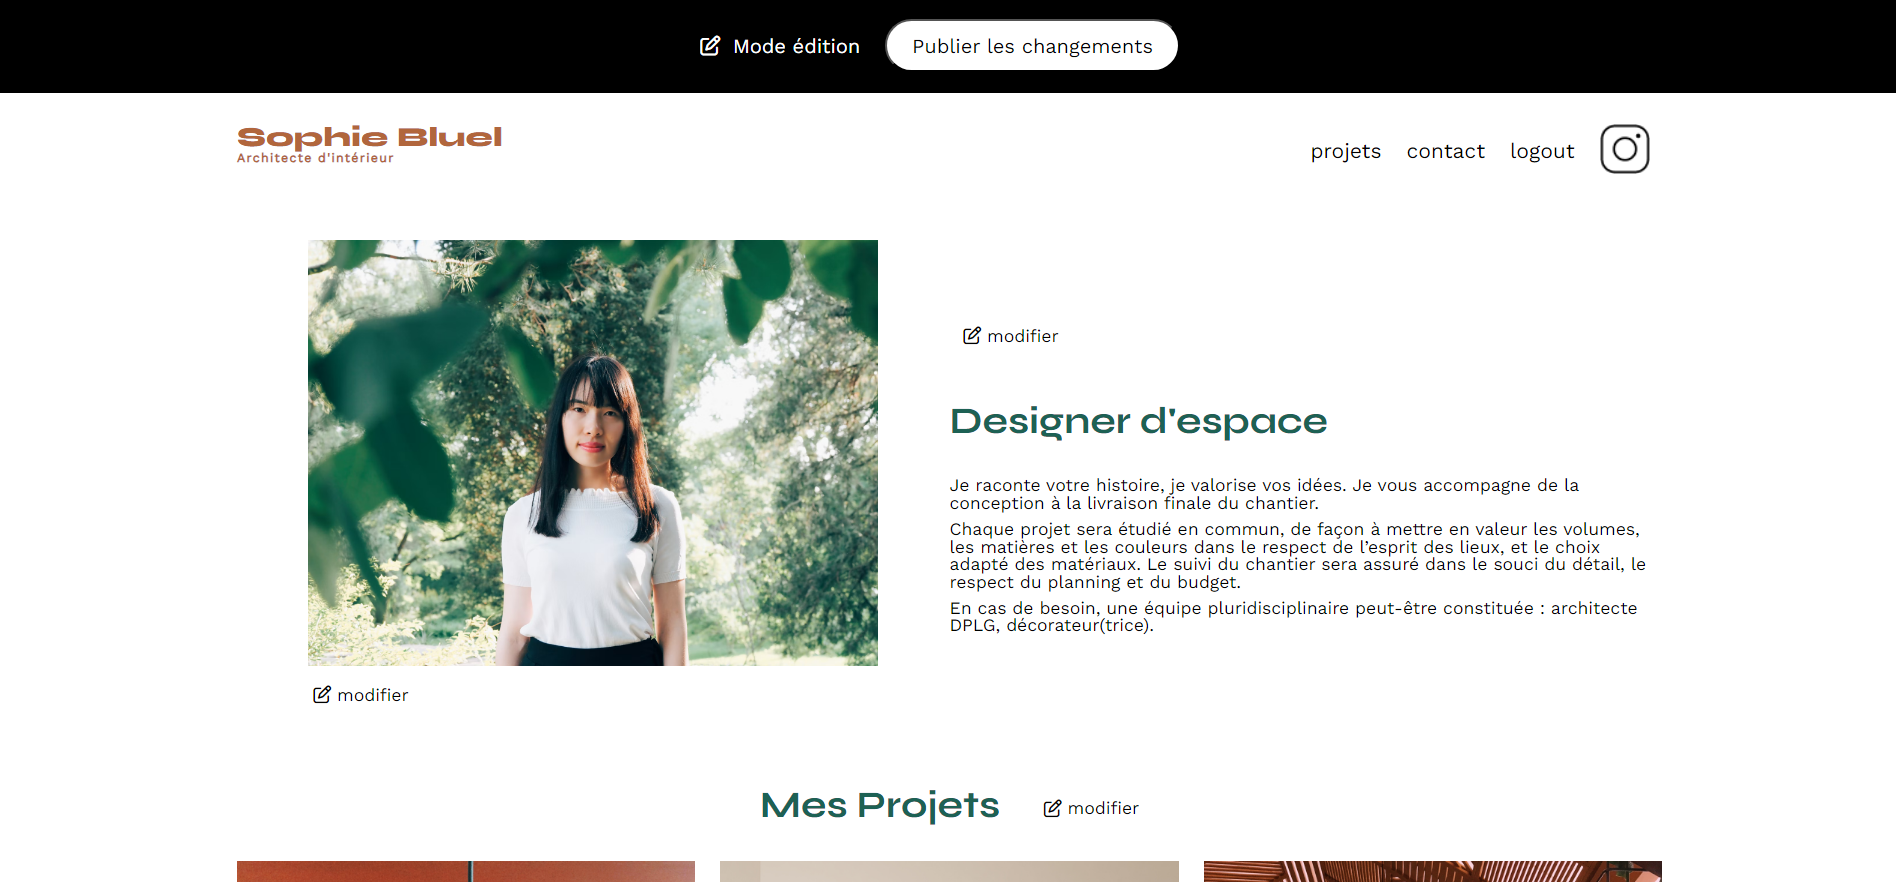 Mode édition
Publier les changements
Sophie Bluel
Architecte d'intérieur
projets
contact
logout
modifier
Designer d'espace
Je raconte votre histoire, je valorise vos idées. Je vous accompagne de la
conception à la livraison finale du chantier.
Chaque projet sera étudié en commun, de façon à mettre en valeur les volumes,
les matières et les couleurs dans le respect de l’esprit des lieux, et le choix
adapté des matériaux. Le suivi du chantier sera assuré dans le souci du détail, le
respect du planning et du budget.
En cas de besoin, une équipe pluridisciplinaire peut-être constituée : architecte
DPLG, décorateur(trice).
modifier
Mes Projets
modifier